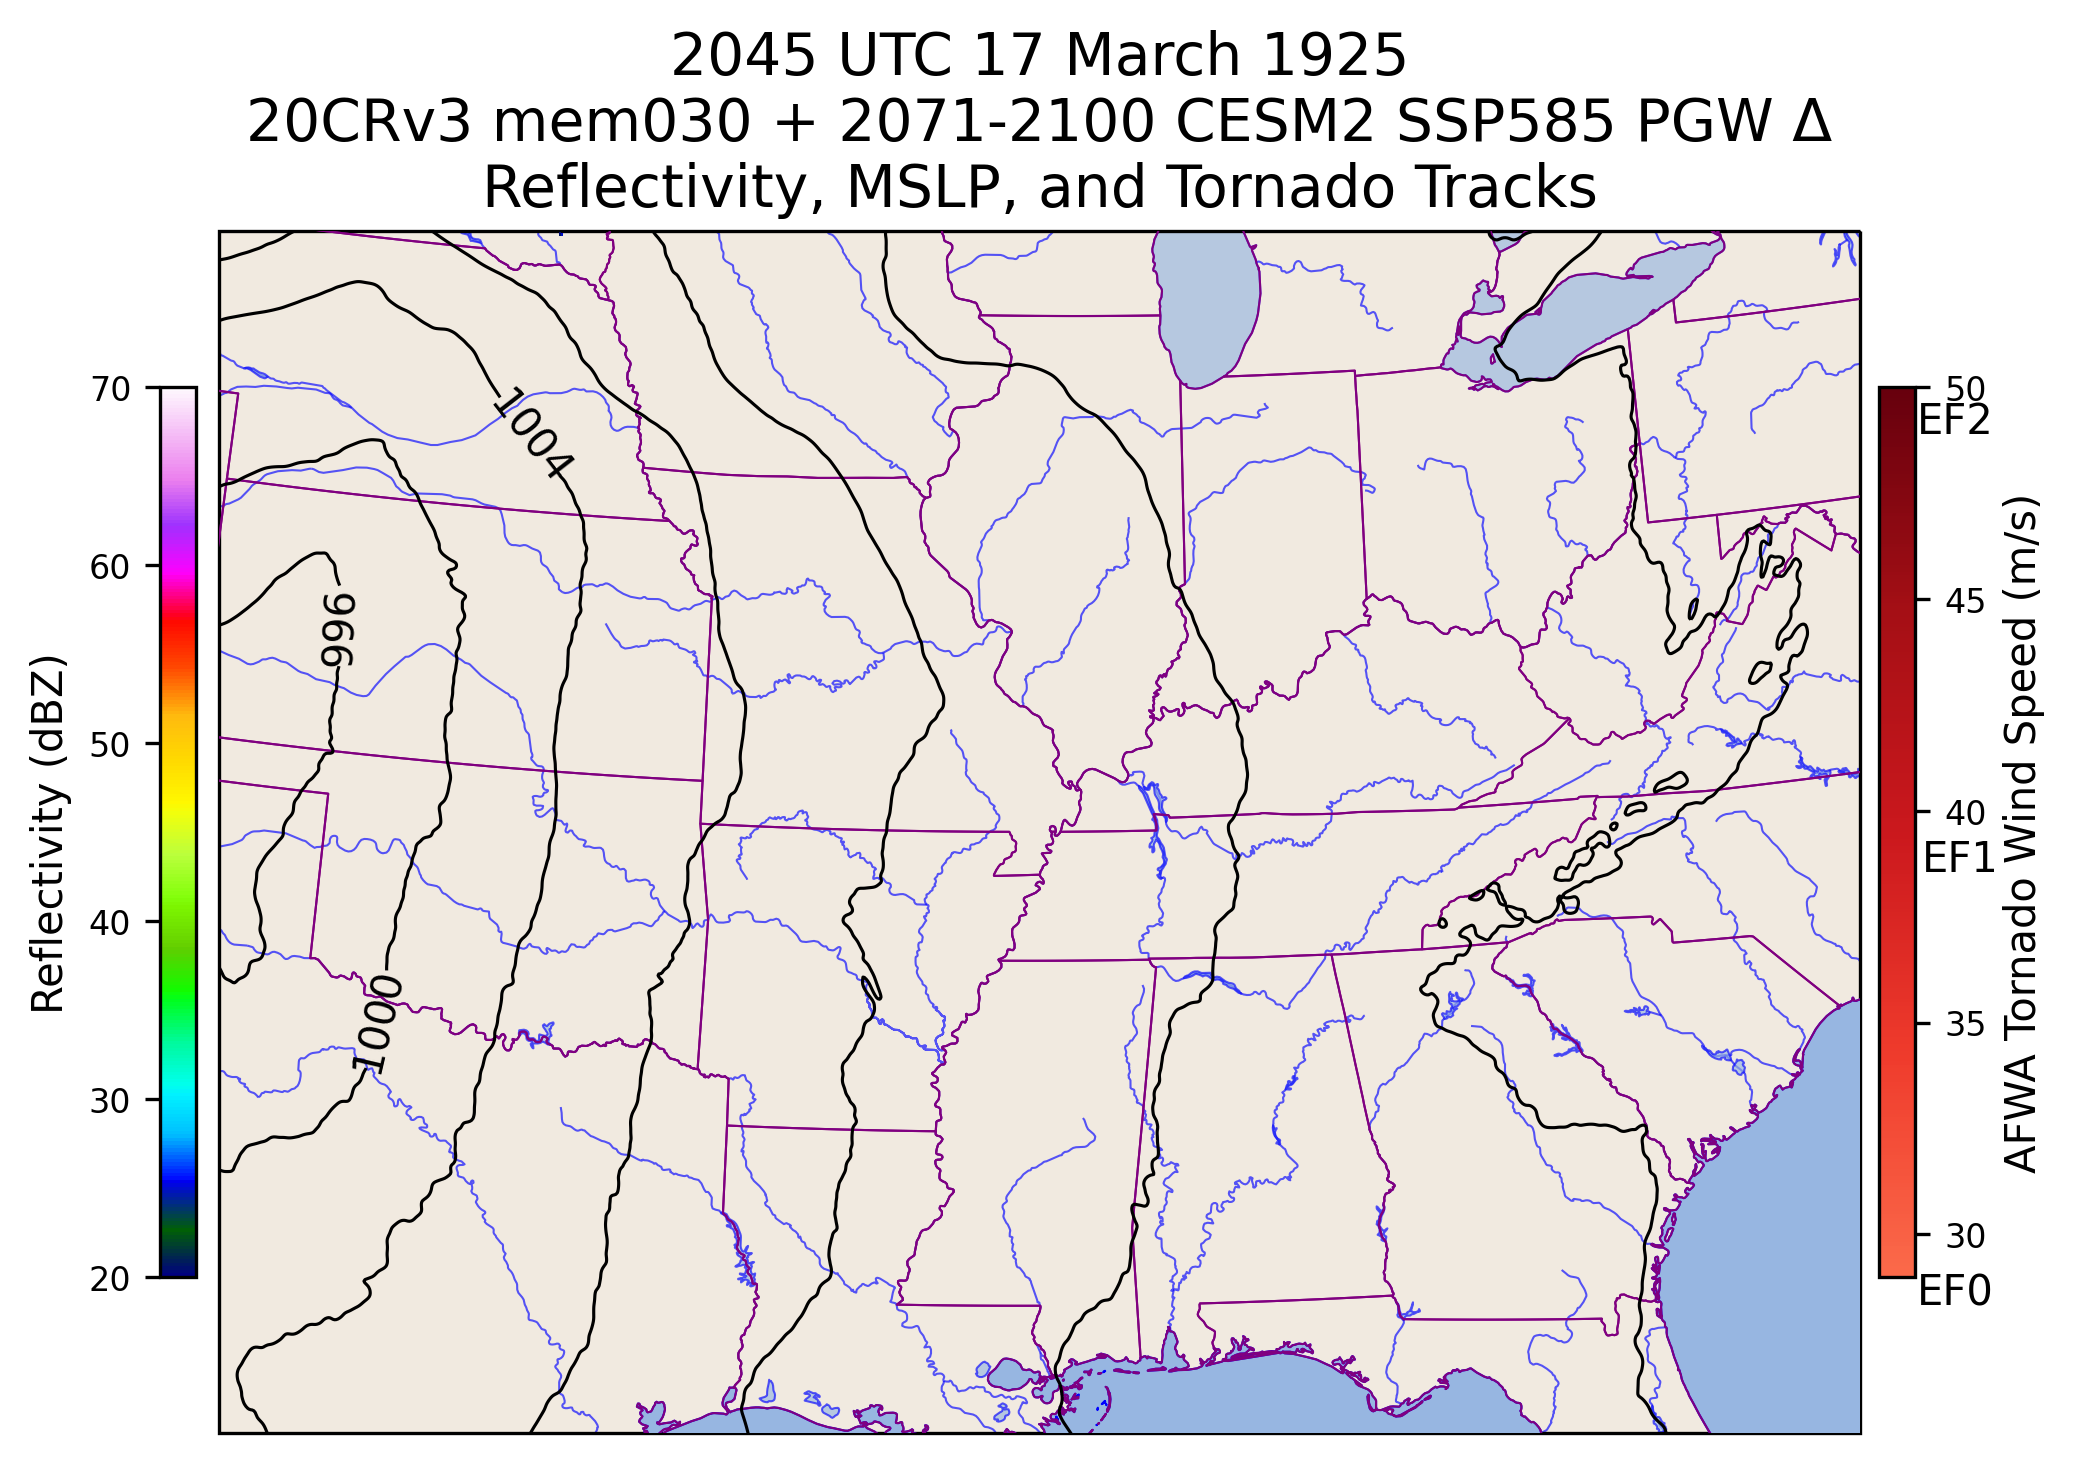 2045 UTC 17 March 1925
20CRv3 mem030 + 2071-2100 CESM2 SSP585 PGW Δ
Reflectivity, MSLP, and Tornado Tracks
Reflectivity (dBZ)
70
60
50
40
30
20
1004
996
1000
50
EF2
45
40
EF1
35
30
EF0
AFWA Tornado Wind Speed (m/s)